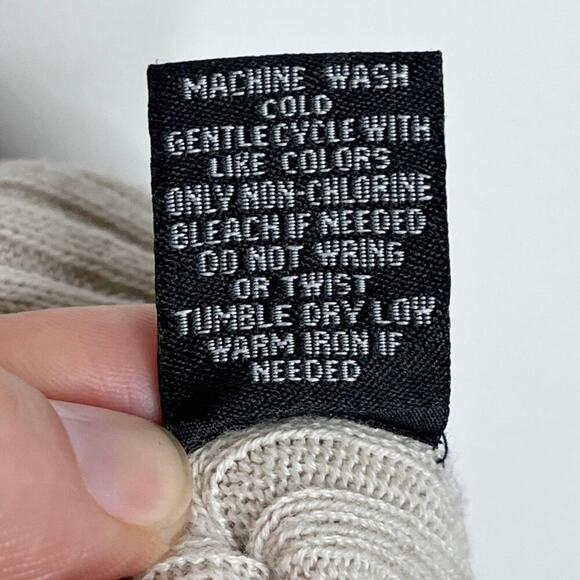 MACHINE WASH
COLD
GENTLE CYCLE WITH
LIKE COLORS
ONLY NON-CHLORINE
BLEACH IF NEEDED
DO NOT WRING
OR TWIST
TUMBLE DRY LOW
WARM IRON IF
NEEDED